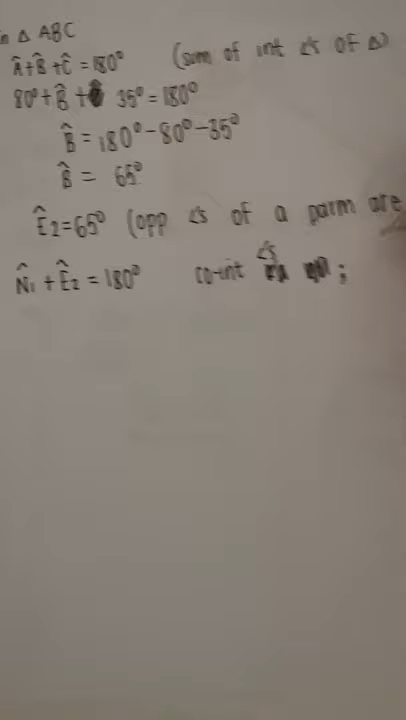 in △ ABC
Â+B̂+Ĉ=180° (sum of int ∠s of △)
80°+B̂+ 35°=180°
B̂=180°-80°-35°
B̂= 65°
Ê2=65° (opp ∠s of a parm are
N̂1+Ê2=180° co-int ∠s ;